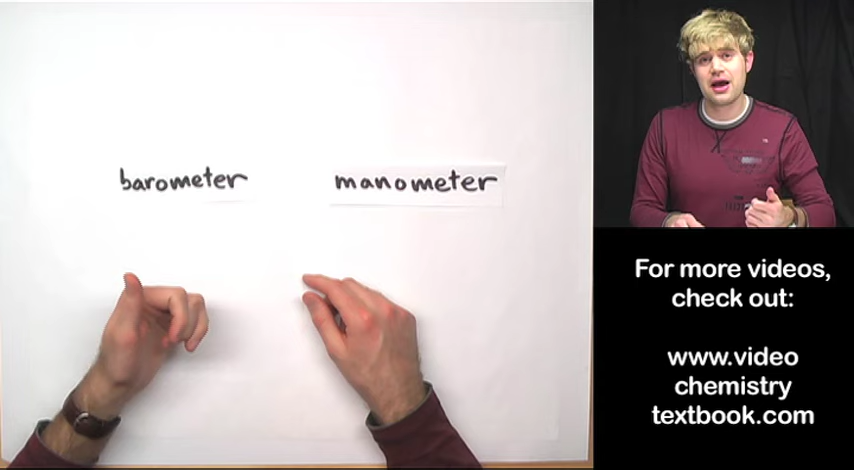 barometer manometer
For more videos,
check out:
www.video
chemistry
textbook.com